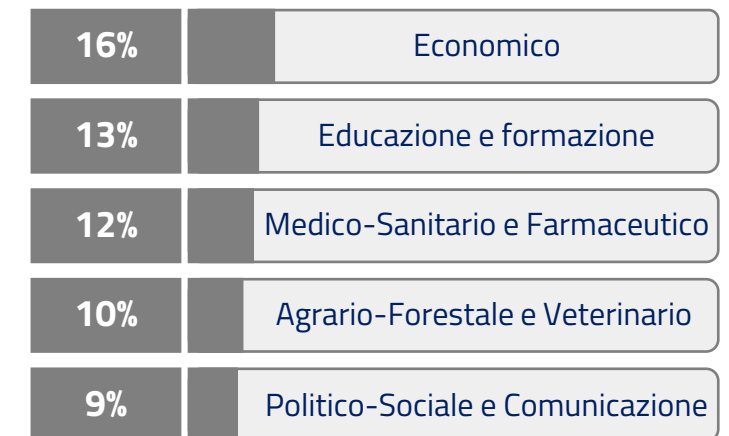 16% Economico
13% Educazione e formazione
12% Medico-Sanitario e Farmaceutico
10% Agrario-Forestale e Veterinario
9% Politico-Sociale e Comunicazione